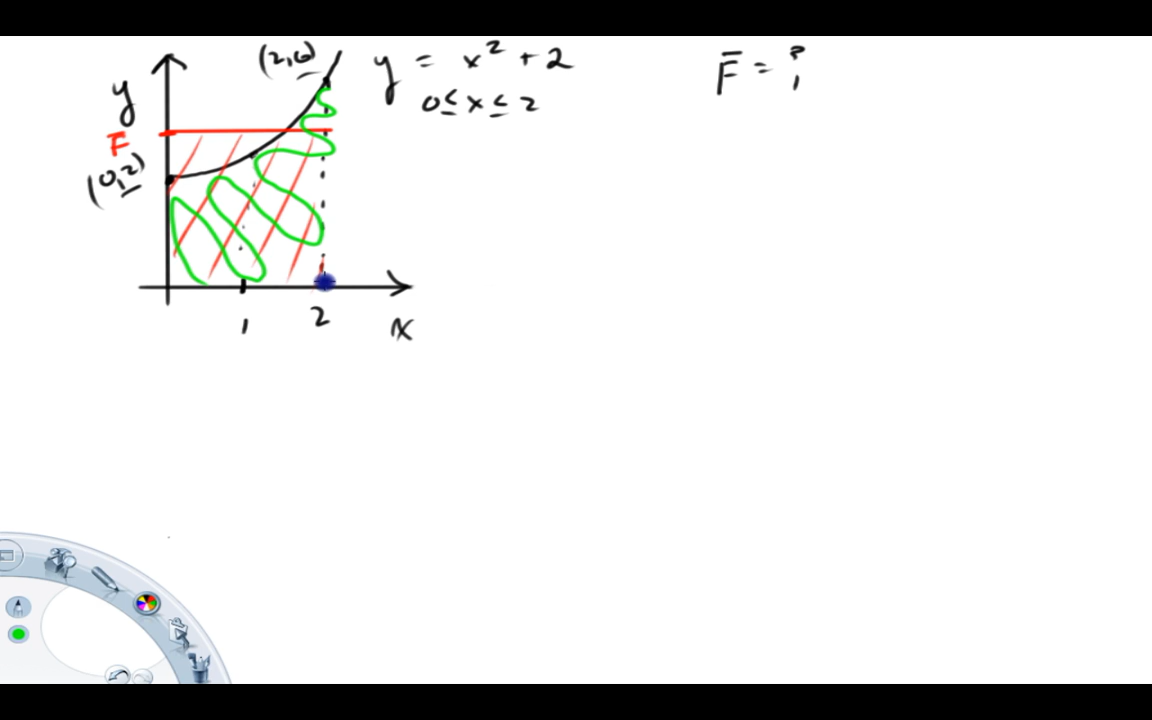 (2,6)
y = x² + 2
0 ≤ x ≤ 2
F̄ = ?
y
F
(0,2)
1
2
x